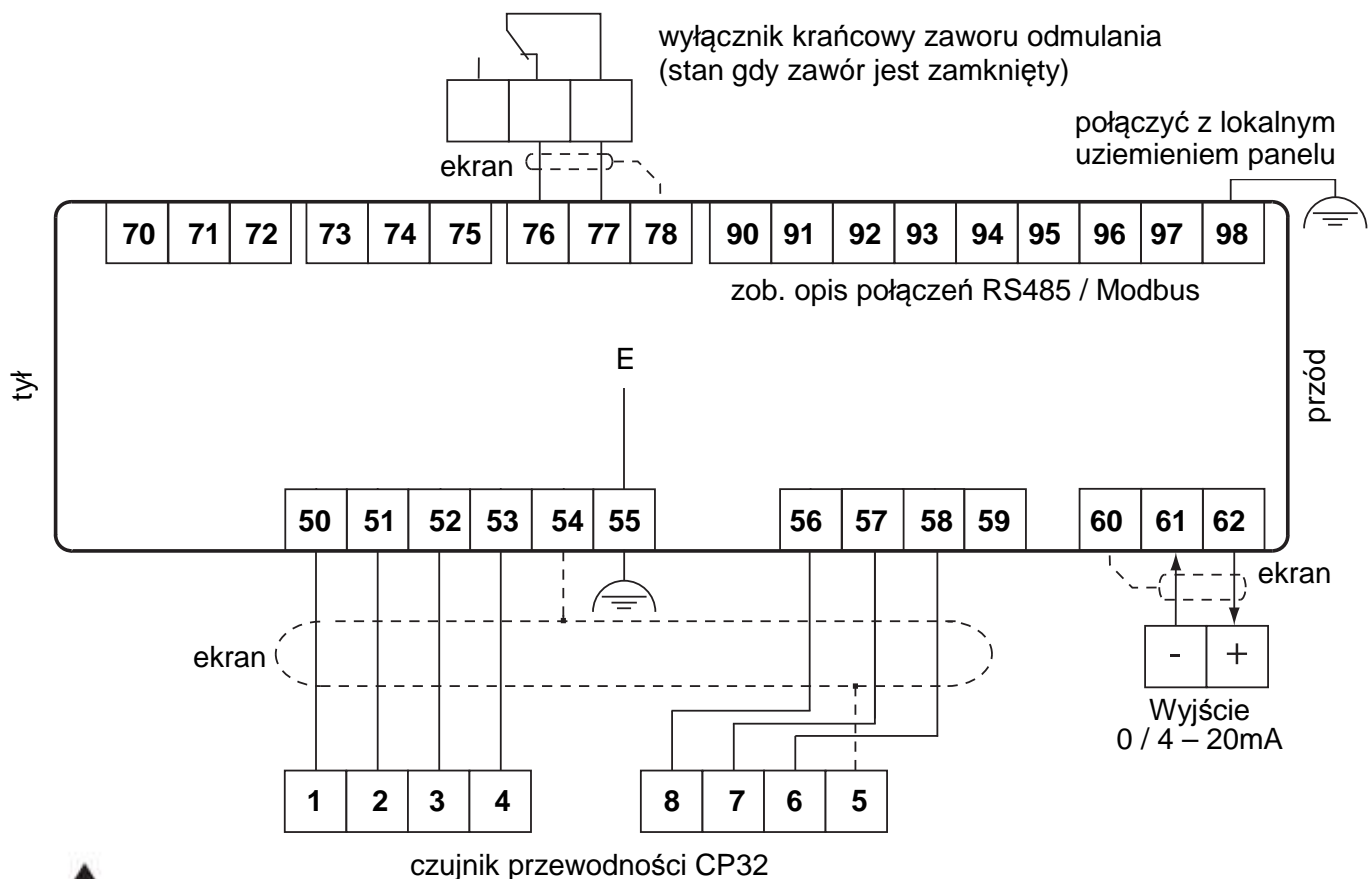 wyłącznik krańcowy zaworu odmulania
(stan gdy zawór jest zamknięty)
połączyć z lokalnym
uziemieniem panelu
ekran
70 71 72 73 74 75 76 77 78 90 91 92 93 94 95 96 97 98
zob. opis połączeń RS485 / Modbus
E
tył
przód
50 51 52 53 54 55 56 57 58 59 60 61 62
ekran
ekran
- +
Wyjście
0 / 4 – 20mA
1 2 3 4 8 7 6 5
czujnik przewodności CP32